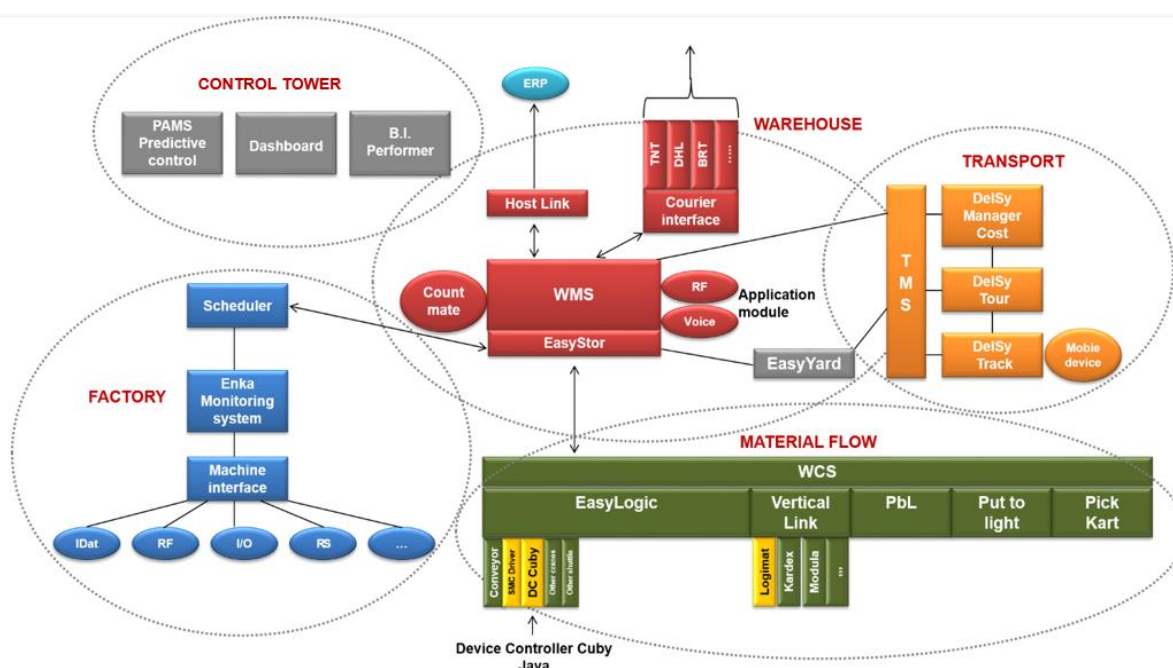 CONTROL TOWER
PAMS
Predictive
control
Dashboard
B.I.
Performer
ERP
WAREHOUSE
TNT
DHL
BRT
.....
Courier
interface
Host Link
TRANSPORT
TMS
DelSy
Manager
Cost
DelSy
Tour
DelSy
Track
Mobie
device
Count
mate
WMS
EasyStor
RF
Voice
Application
module
EasyYard
FACTORY
Scheduler
Enka
Monitoring
system
Machine
interface
IDat
RF
I/O
RS
...
MATERIAL FLOW
WCS
EasyLogic
Vertical
Link
PbL
Put to
light
Pick
Kart
Conveyor
SMC Driver
DC Cuby
Other cranes
Other shuttle
Logimat
Kardex
Modula
...
Device Controller Cuby
Java